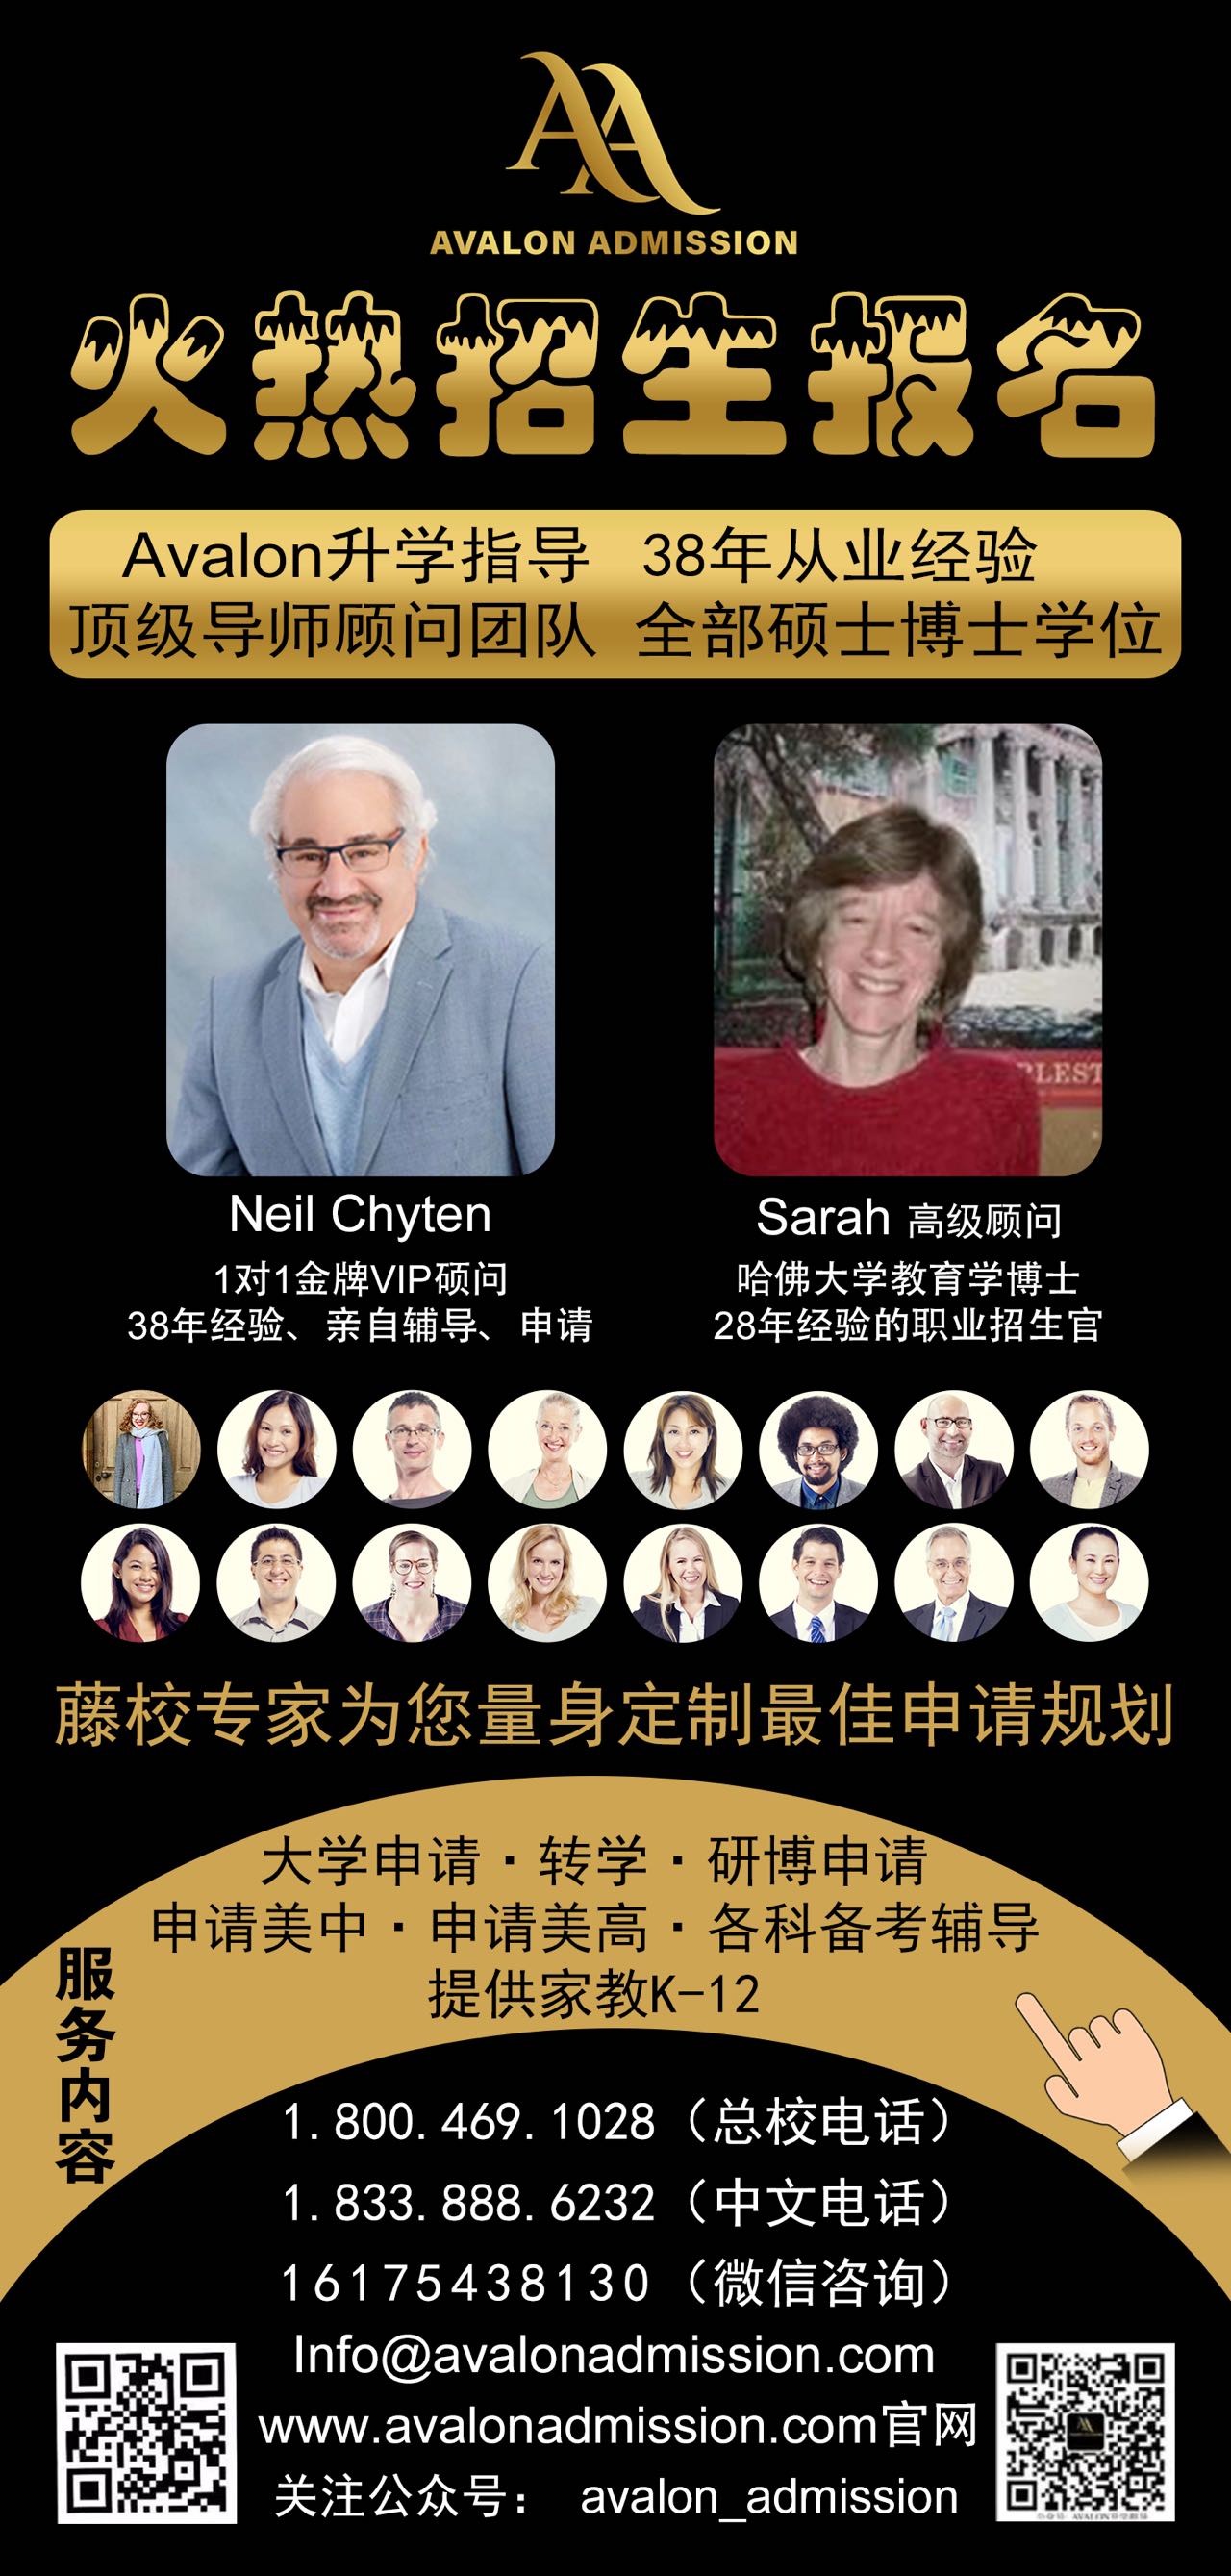 AVALON ADMISSION
火热招生报名
Avalon升学指导 38年从业经验
顶级导师顾问团队 全部硕士博士学位
PLEST
Neil Chyten
1对1金牌VIP硕问
38年经验、亲自辅导、申请
Sarah 高级顾问
哈佛大学教育学博士
28年经验的职业招生官
藤校专家为您量身定制最佳申请规划
服务内容
大学申请·转学·研博申请
申请美中·申请美高·各科备考辅导
提供家教K-12
1.800.469.1028（总校电话）
1.833.888.6232（中文电话）
16175438130（微信咨询）
Info@avalonadmission.com
www.avalonadmission.com官网
关注公众号： avalon_admission